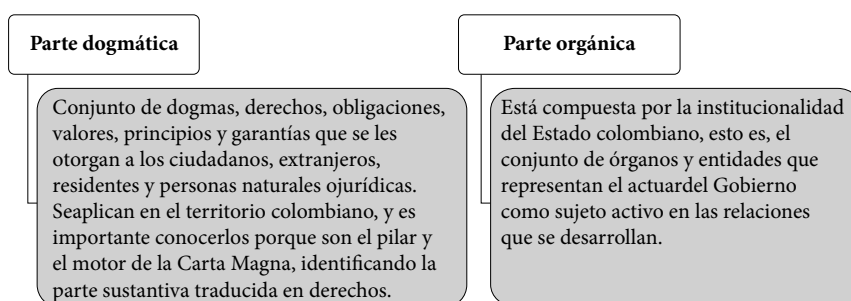 Parte dogmática
Conjunto de dogmas, derechos, obligaciones,
valores, principios y garantías que se les
otorgan a los ciudadanos, extranjeros,
residentes y personas naturales ojurídicas.
Seaplican en el territorio colombiano, y es
importante conocerlos porque son el pilar y
el motor de la Carta Magna, identificando la
parte sustantiva traducida en derechos.
Parte orgánica
Está compuesta por la institucionalidad
del Estado colombiano, esto es, el
conjunto de órganos y entidades que
representan el actuardel Gobierno
como sujeto activo en las relaciones
que se desarrollan.